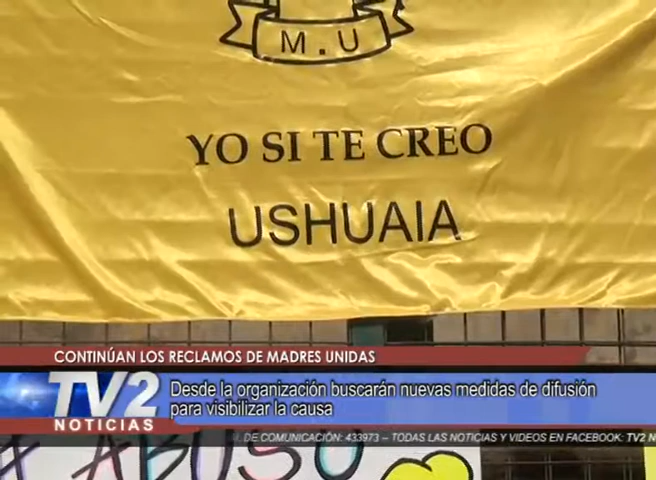 M.U
YO SI TE CREO
USHUAIA
CONTINÚAN LOS RECLAMOS DE MADRES UNIDAS
TV2
NOTICIAS
Desde la organización buscarán nuevas medidas de difusión
para visibilizar la causa
DE COMUNICACIÓN: 433973 – TODAS LAS NOTICIAS Y VIDEOS EN FACEBOOK: TV2 N
ABUSO